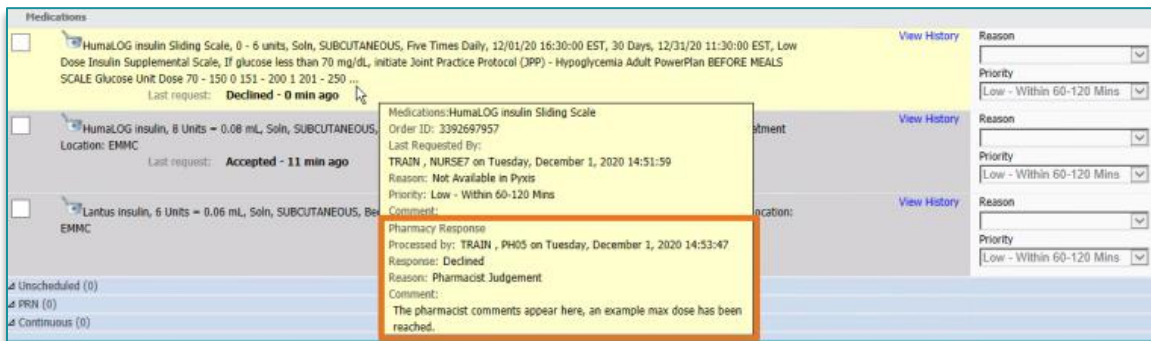 Medications
HumaLOG insulin Sliding Scale, 0 - 6 units, Soln, SUBCUTANEOUS, Five Times Daily, 12/01/20 16:30:00 EST, 30 Days, 12/31/20 11:30:00 EST, Low
Dose Insulin Supplemental Scale, If glucose less than 70 mg/dL, initiate Joint Practice Protocol (JPP) - Hypoglycemia Adult PowerPlan BEFORE MEALS
SCALE Glucose Unit Dose 70 - 150 0 151 - 200 1 201 - 250 ...
Last request: Declined - 0 min ago
View History
Reason
Priority
Low - Within 60-120 Mins
HumaLOG insulin, 8 Units = 0.08 mL, Soln, SUBCUTANEOUS,
atment
Location: EMMC
Last request: Accepted - 11 min ago
View History
Reason
Priority
Low - Within 60-120 Mins
Lantus insulin, 6 Units = 0.06 mL, Soln, SUBCUTANEOUS, Be
ocation:
EMMC
View History
Reason
Priority
Low - Within 60-120 Mins
Medications:HumaLOG insulin Sliding Scale
Order ID: 3392697957
Last Requested By:
TRAIN , NURSE7 on Tuesday, December 1, 2020 14:51:59
Reason: Not Available in Pyxis
Priority: Low - Within 60-120 Mins
Comment:
Pharmacy Response
Processed by: TRAIN , PH05 on Tuesday, December 1, 2020 14:53:47
Response: Declined
Reason: Pharmacist Judgement
Comment:
The pharmacist comments appear here, an example max dose has been
reached.
Unscheduled (0)
PRN (0)
Continuous (0)